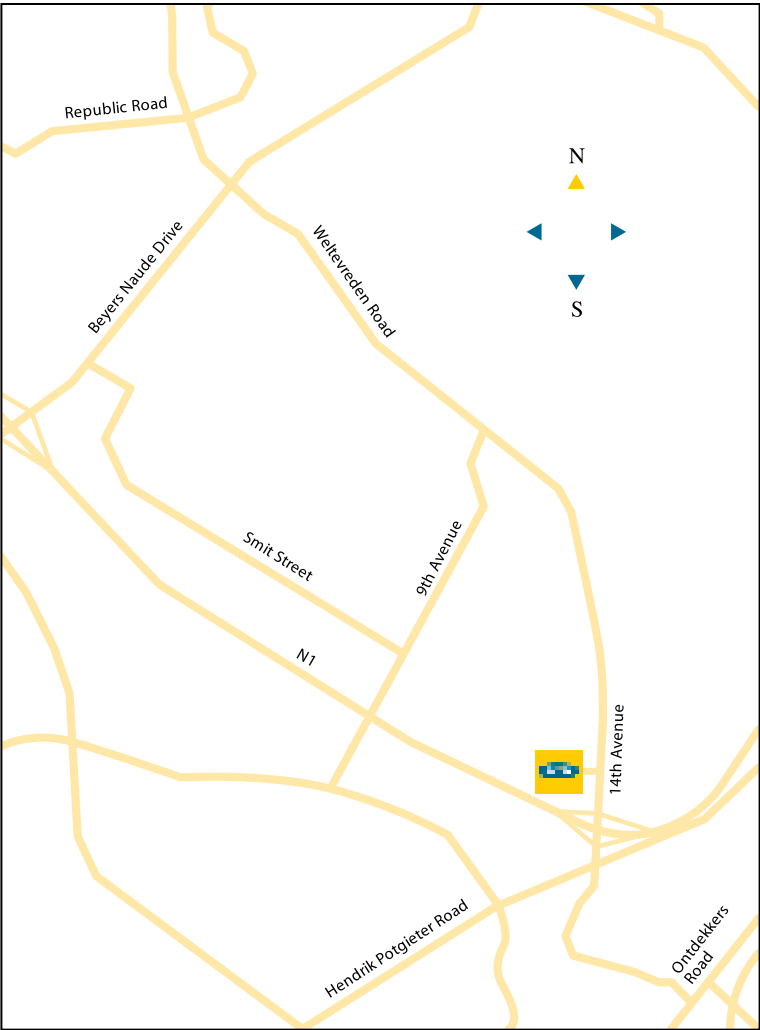 Republic Road
N
Beyers Naude Drive
Weltevreden Road
S
Smit Street
9th Avenue
N1
14th Avenue
Hendrik Potgieter Road
Ontdekkers
Road